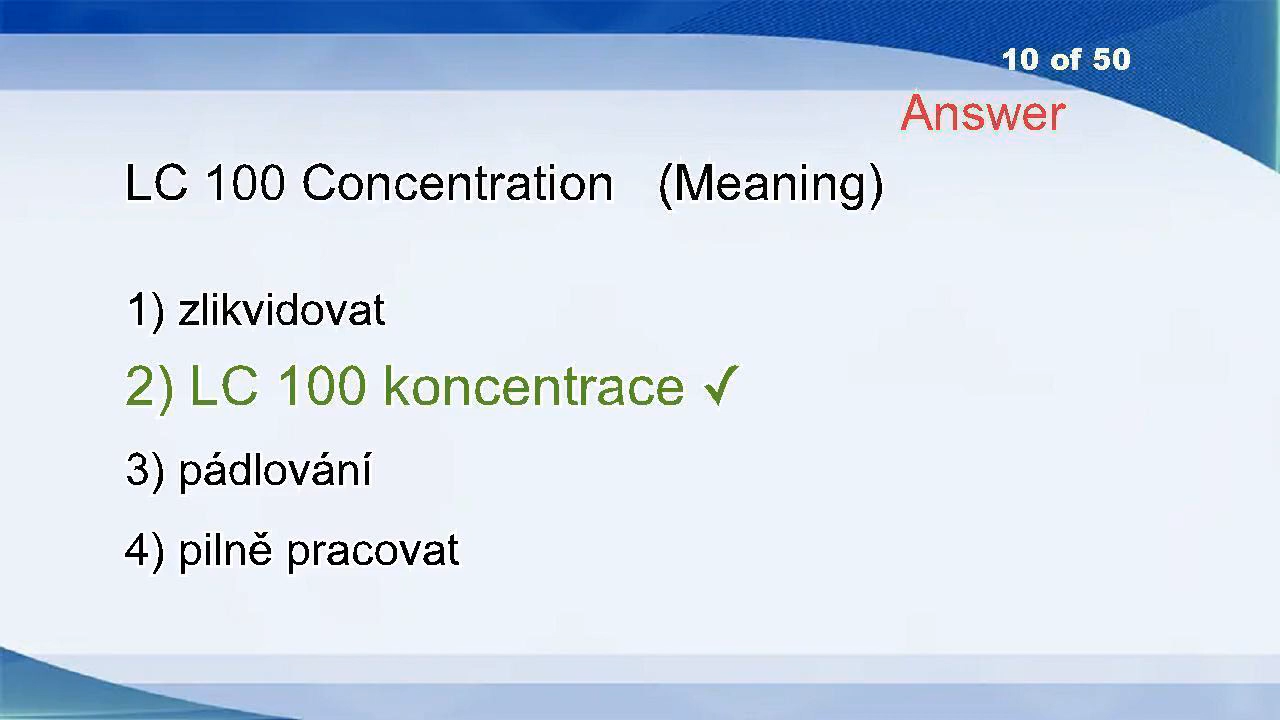 10 of 50
Answer
LC 100 Concentration (Meaning)
1) zlikvidovat
2) LC 100 koncentrace ✓
3) pádlování
4) pilně pracovat